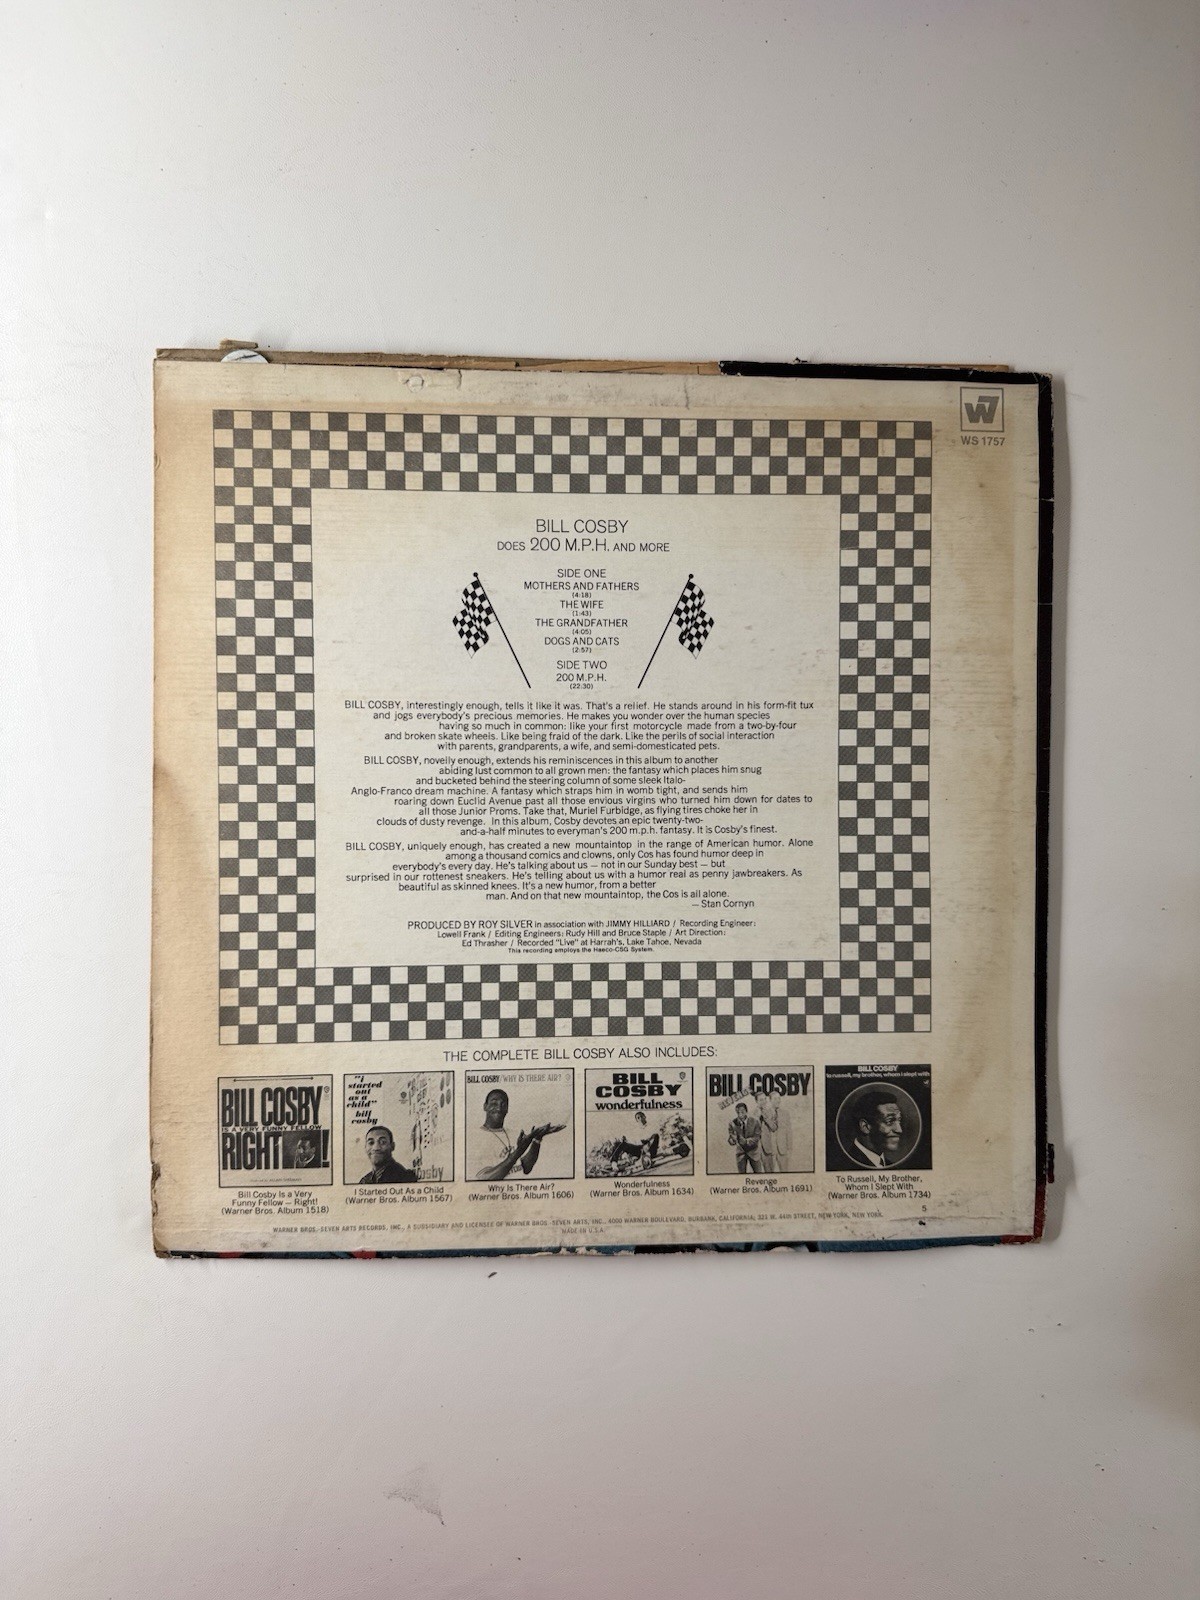 W7
WS 1757
BILL COSBY
DOES 200 M.P.H. AND MORE
SIDE ONE
MOTHERS AND FATHERS
(4:18)
THE WIFE
(1:43)
THE GRANDFATHER
(4:05)
DOGS AND CATS
(2:57)
SIDE TWO
200 M.P.H.
(22:30)
BILL COSBY, interestingly enough, tells it like it was. That's a relief. He stands around in his form-fit tux
and jogs everybody's precious memories. He makes you wonder over the human species
having so much in common: like your first motorcycle made from a two-by-four
and broken skate wheels. Like being fraid of the dark. Like the perils of social interaction
with parents, grandparents, a wife, and semi-domesticated pets.
BILL COSBY, novelly enough, extends his reminiscences in this album to another
abiding lust common to all grown men: the fantasy which places him snug
and bucketed behind the steering column of some sleek Italo-
Anglo-Franco dream machine. A fantasy which straps him in womb tight, and sends him
roaring down Euclid Avenue past all those envious virgins who turned him down for dates to
all those Junior Proms. Take that, Muriel Furbidge, as flying tires choke her in
clouds of dusty revenge. In this album, Cosby devotes an epic twenty-two-
and-a-half minutes to everyman's 200 m.p.h. fantasy. It is Cosby's finest.
BILL COSBY, uniquely enough, has created a new mountaintop in the range of American humor. Alone
among a thousand comics and clowns, only Cos has found humor deep in
everybody's every day. He's talking about us — not in our Sunday best — but
surprised in our rottenest sneakers. He's telling about us with a humor real as penny jawbreakers. As
beautiful as skinned knees. It's a new humor, from a better
man. And on that new mountaintop, the Cos is all alone.
— Stan Cornyn
PRODUCED BY ROY SILVER in association with JIMMY HILLIARD / Recording Engineer:
Lowell Frank / Editing Engineers: Rudy Hill and Bruce Staple / Art Direction:
Ed Thrasher / Recorded "Live" at Harrah's, Lake Tahoe, Nevada
This recording employs the Haeco-CSG System.
THE COMPLETE BILL COSBY ALSO INCLUDES:
BILL COSBY
IS A VERY FUNNY FELLOW
RIGHT!
"I
started
out
as a
child"
bill
cosby
BILL COSBY/WHY IS THERE AIR?
BILL
COSBY
wonderfulness
BILL COSBY
REVENGE
BILL COSBY
to russell, my brother, whom i slept with
Bill Cosby Is a Very
Funny Fellow — Right!
(Warner Bros. Album 1518)
I Started Out As a Child
(Warner Bros. Album 1567)
Why Is There Air?
(Warner Bros. Album 1606)
Wonderfulness
(Warner Bros. Album 1634)
Revenge
(Warner Bros. Album 1691)
To Russell, My Brother,
Whom I Slept With
(Warner Bros. Album 1734)
5
WARNER BROS.-SEVEN ARTS RECORDS, INC., A SUBSIDIARY AND LICENSEE OF WARNER BROS.-SEVEN ARTS, INC., 4000 WARNER BOULEVARD, BURBANK, CALIFORNIA; 321 W. 44th STREET, NEW YORK, NEW YORK.
MADE IN U.S.A.